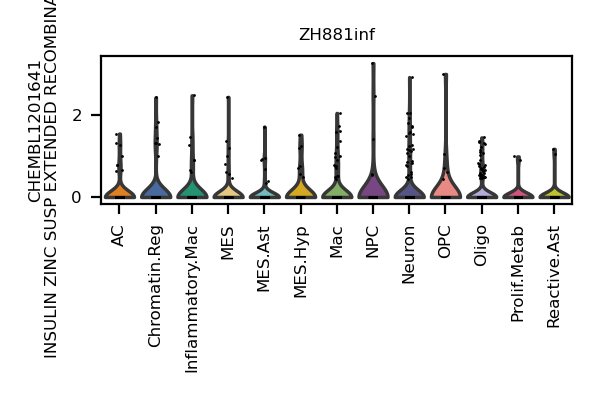 ZH881inf
CHEMBL1201641
INSULIN ZINC SUSP EXTENDED RECOMBINA
2
0
AC
Chromatin.Reg
Inflammatory.Mac
MES
MES.Ast
MES.Hyp
Mac
NPC
Neuron
OPC
Oligo
Prolif.Metab
Reactive.Ast